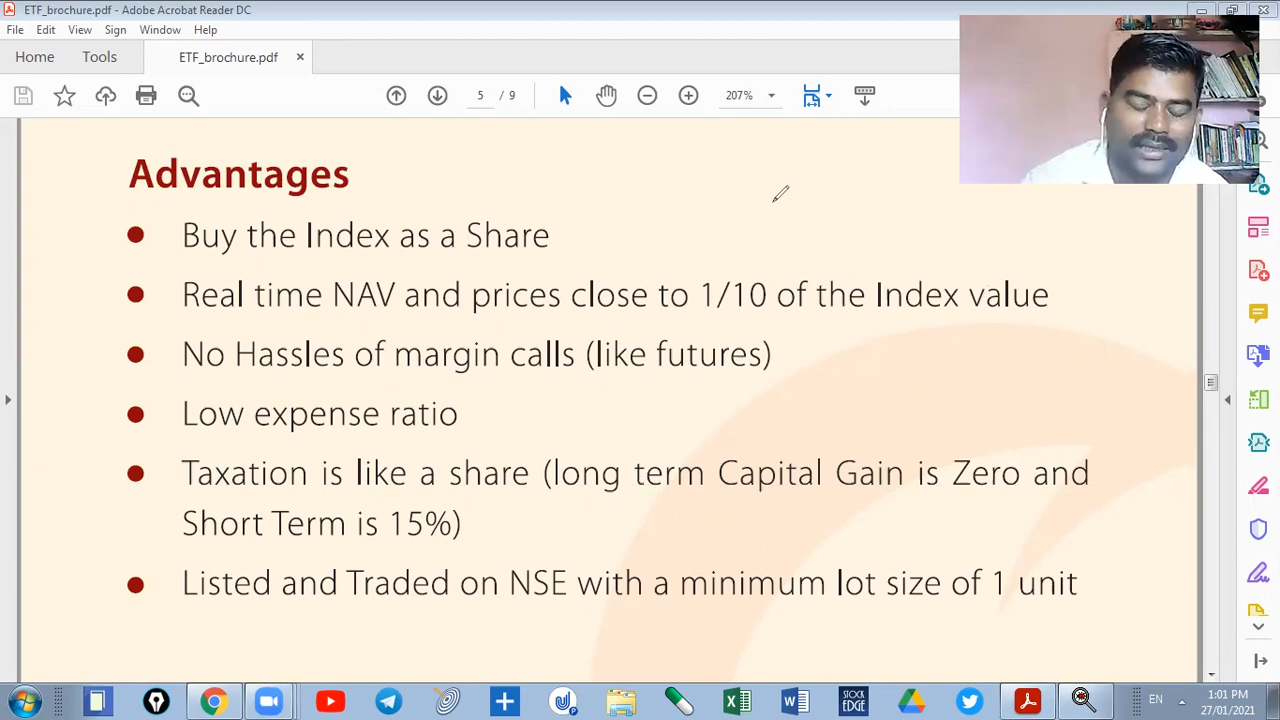 ETF_brochure.pdf - Adobe Acrobat Reader DC
File Edit View Sign Window Help
Home Tools ETF_brochure.pdf ×
5 / 9 207%
Advantages
Buy the Index as a Share
Real time NAV and prices close to 1/10 of the Index value
No Hassles of margin calls (like futures)
Low expense ratio
Taxation is like a share (long term Capital Gain is Zero and
Short Term is 15%)
Listed and Traded on NSE with a minimum lot size of 1 unit
STOCK
EDGE
EN
1:01 PM
27/01/2021